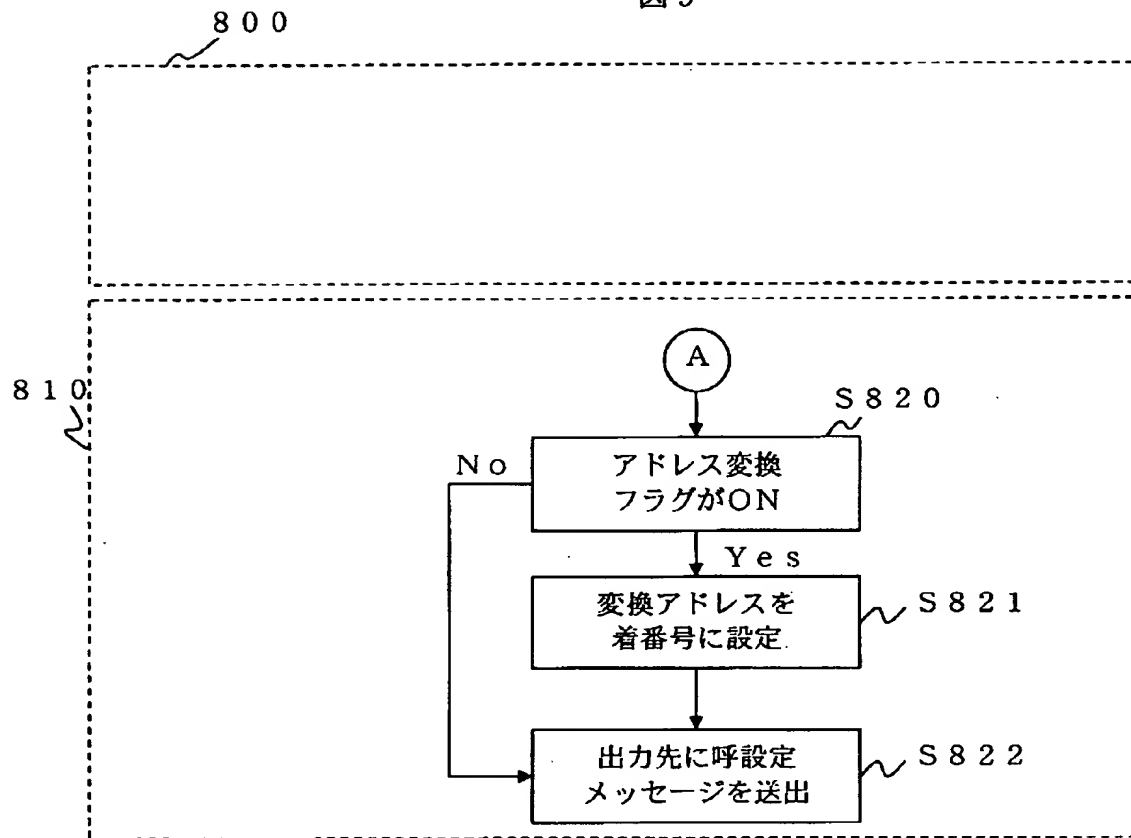 ８００
８１０
A
Ｓ８２０
Ｎｏ
アドレス変換
フラグがＯＮ
Ｙｅｓ
変換アドレスを
着番号に設定
Ｓ８２１
出力先に呼設定
メッセージを送出
Ｓ８２２